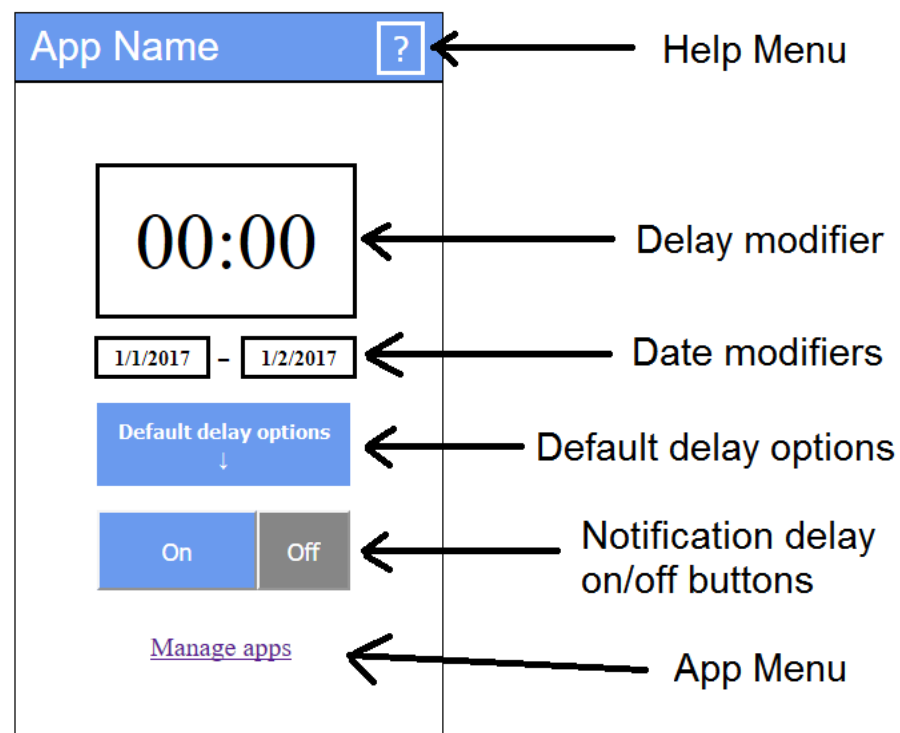 App Name ? Help Menu
00:00 Delay modifier
1/1/2017 - 1/2/2017 Date modifiers
Default delay options Default delay options
↓
On Off Notification delay
on/off buttons
Manage apps App Menu